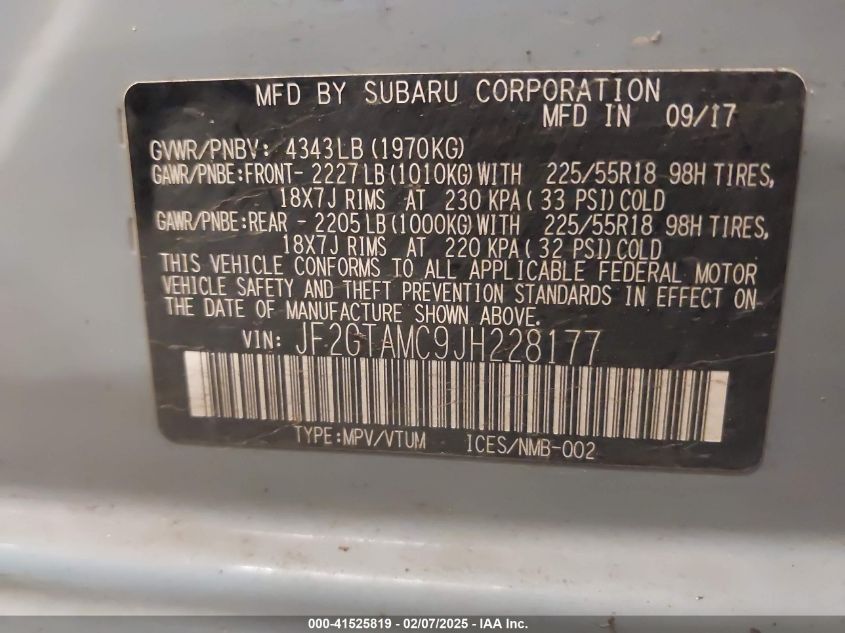 MFD BY SUBARU CORPORATION
MFD IN 09/17
GVWR/PNBV: 4343LB (1970KG)
GAWR/PNBE:FRONT- 2227 LB (1010KG) WITH 225/55R18 98H TIRES,
18X7J RIMS AT 230 KPA ( 33 PSI) COLD
GAWR/PNBE:REAR - 2205 LB (1000KG) WITH 225/55R18 98H TIRES,
18X7J RIMS AT 220 KPA ( 32 PSI) COLD
THIS VEHICLE CONFORMS TO ALL APPLICABLE FEDERAL MOTOR
VEHICLE SAFETY AND THEFT PREVENTION STANDARDS IN EFFECT ON
THE DATE OF MANUFACTURE SHOWN ABOVE.
VIN: JF2GTAMC9JH228177
TYPE:MPV/VTUM ICES/NMB-002
000-41525819 - 02/07/2025 - IAA Inc.